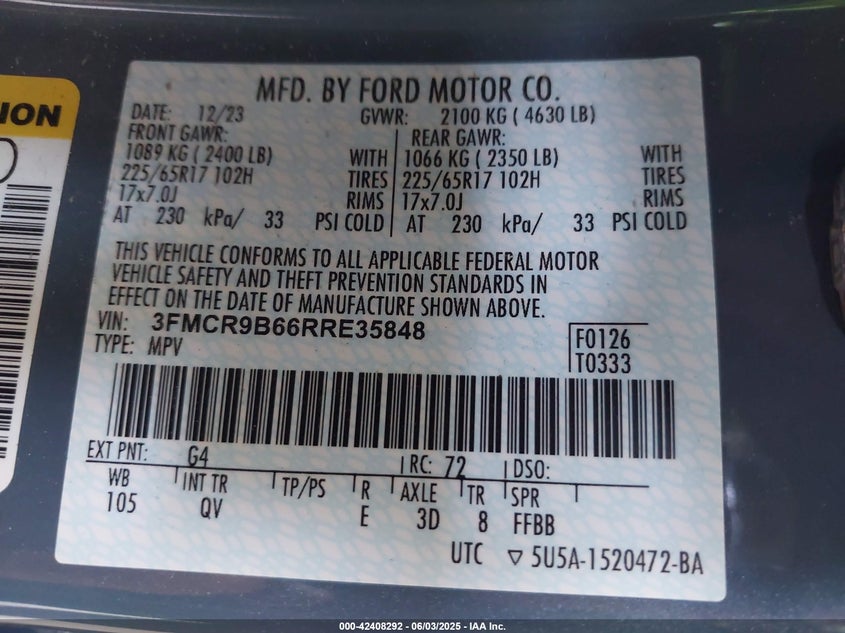 ION
MFD. BY FORD MOTOR CO.
DATE: 12/23 GVWR: 2100 KG ( 4630 LB)
FRONT GAWR: REAR GAWR:
1089 KG ( 2400 LB) WITH 1066 KG ( 2350 LB) WITH
225/65R17 102H TIRES 225/65R17 102H TIRES
17x7.0J RIMS 17x7.0J RIMS
AT 230 kPa/ 33 PSI COLD AT 230 kPa/ 33 PSI COLD
THIS VEHICLE CONFORMS TO ALL APPLICABLE FEDERAL MOTOR
VEHICLE SAFETY AND THEFT PREVENTION STANDARDS IN
EFFECT ON THE DATE OF MANUFACTURE SHOWN ABOVE.
VIN: 3FMCR9B66RRE35848
TYPE: MPV
F0126
T0333
EXT PNT: G4 RC: 72 DSO:
WB INT TR TP/PS R AXLE TR SPR
105 QV E 3D 8 FFBB
UTC ▽ 5U5A-1520472-BA
000-42408292 - 06/03/2025 - IAA Inc.